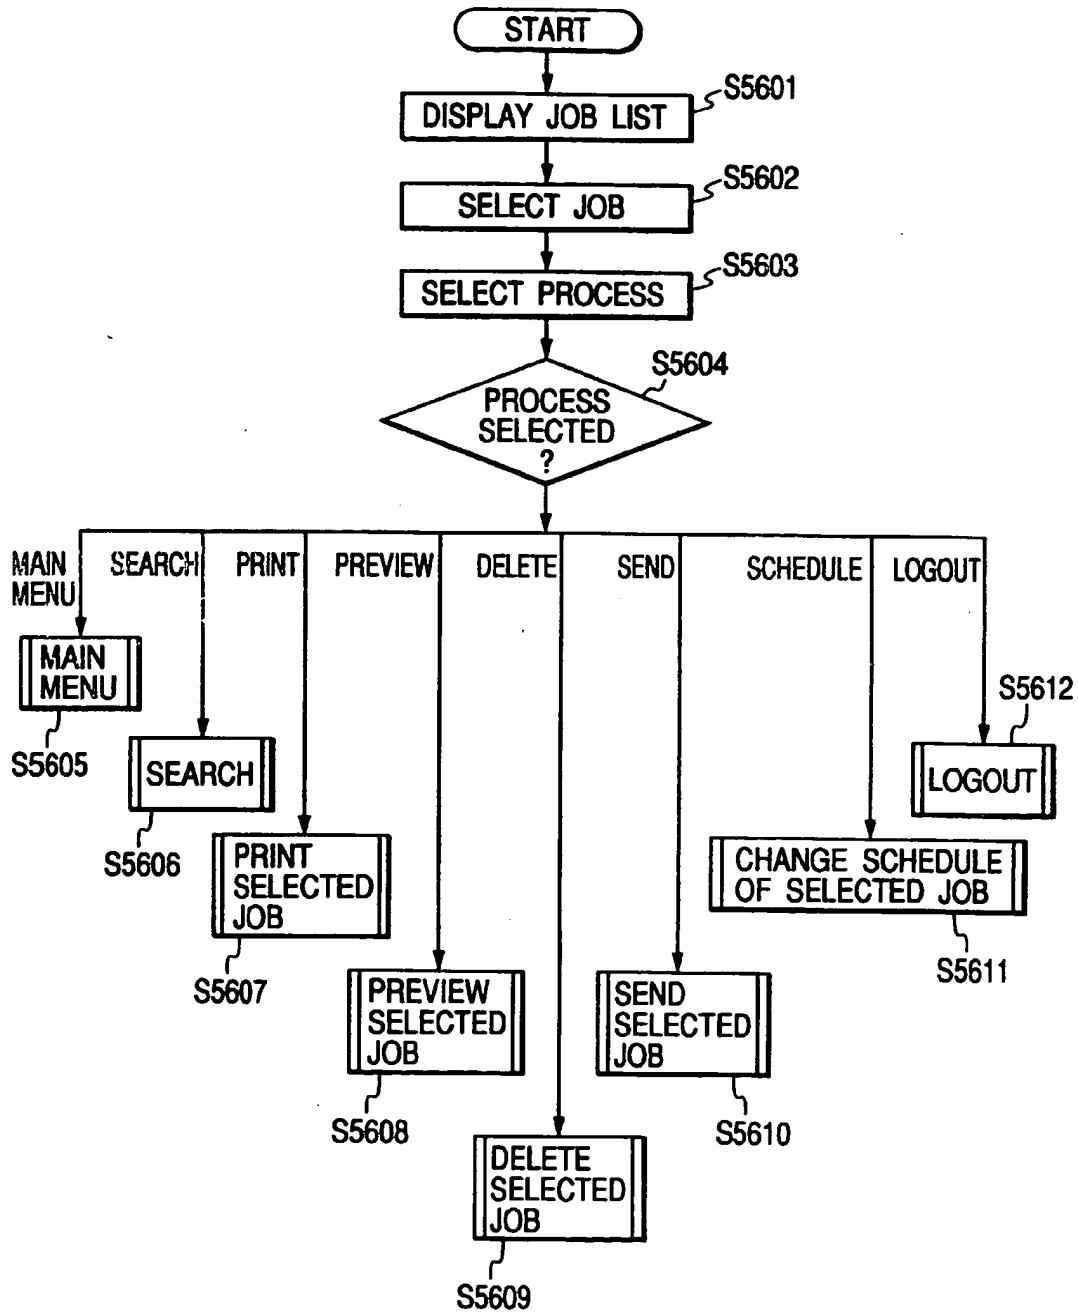 START
S5601
DISPLAY JOB LIST
S5602
SELECT JOB
S5603
SELECT PROCESS
S5604
PROCESS
SELECTED
?
MAIN
MENU
SEARCH
PRINT
PREVIEW
DELETE
SEND
SCHEDULE
LOGOUT
MAIN
MENU
S5605
SEARCH
S5606
PRINT
SELECTED
JOB
S5607
PREVIEW
SELECTED
JOB
S5608
DELETE
SELECTED
JOB
S5609
SEND
SELECTED
JOB
S5610
CHANGE SCHEDULE
OF SELECTED JOB
S5611
S5612
LOGOUT